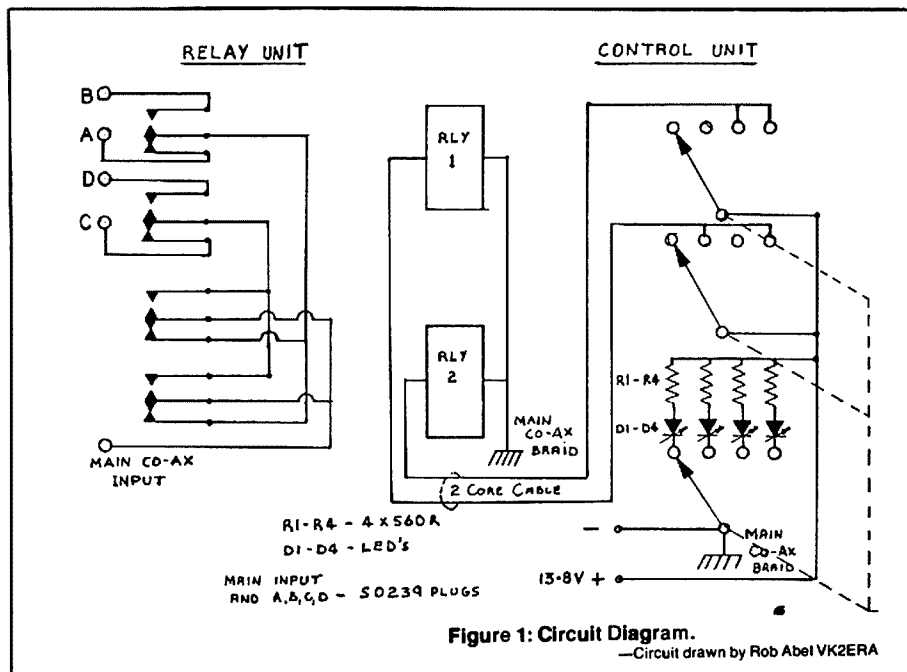 RELAY UNIT
CONTROL UNIT
B
A
D
C
MAIN CO-AX
INPUT
RLY
1
RLY
2
MAIN
CO-AX
BRAID
2 CORE CABLE
R1-R4
D1-D4
R1-R4 - 4 X 560R
D1-D4 - LED'S
MAIN INPUT
AND A,B,C,D - SO239 PLUGS
-
13.8V +
MAIN
CO-AX
BRAID
Figure 1: Circuit Diagram.
—Circuit drawn by Rob Abel VK2ERA